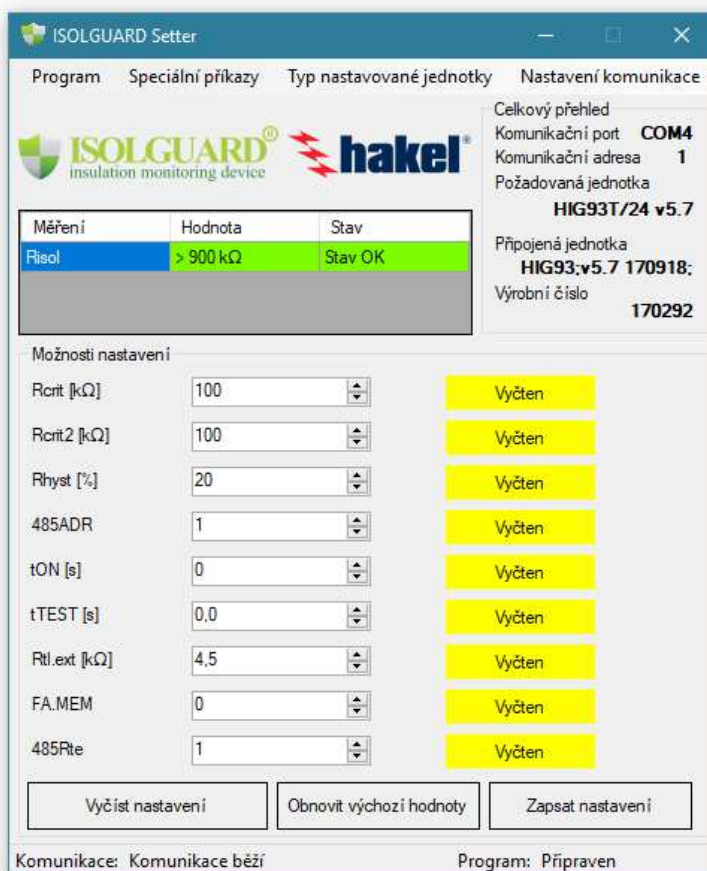 ISOLGUARD Setter
Program Speciální příkazy Typ nastavované jednotky Nastavení komunikace
ISOLGUARD®
insulation monitoring device
hakel®
Celkový přehled
Komunikační port COM4
Komunikační adresa 1
Požadovaná jednotka
HIG93T/24 v5.7
Připojená jednotka
HIG93;v5.7 170918;
Výrobní číslo
170292
Měření Hodnota Stav
Risol > 900 kΩ Stav OK
Možnosti nastavení
Rcrit [kΩ] 100 Vyčten
Rcrit2 [kΩ] 100 Vyčten
Rhyst [%] 20 Vyčten
485ADR 1 Vyčten
tON [s] 0 Vyčten
tTEST [s] 0,0 Vyčten
Rtl.ext [kΩ] 4,5 Vyčten
FA.MEM 0 Vyčten
485Rte 1 Vyčten
Vyčíst nastavení Obnovit výchozí hodnoty Zapsat nastavení
Komunikace: Komunikace běží Program: Připraven